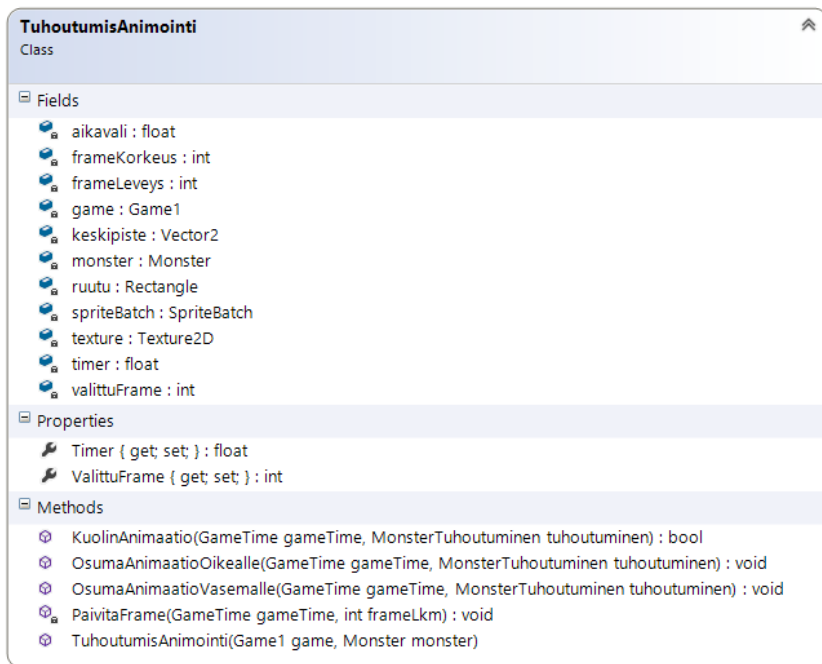 TuhoutumisAnimointi
Class
Fields
aikavali : float
frameKorkeus : int
frameLeveys : int
game : Game1
keskipiste : Vector2
monster : Monster
ruutu : Rectangle
spriteBatch : SpriteBatch
texture : Texture2D
timer : float
valittuFrame : int
Properties
Timer { get; set; } : float
ValittuFrame { get; set; } : int
Methods
KuolinAnimaatio(GameTime gameTime, MonsterTuhoutuminen tuhoutuminen) : bool
OsumaAnimaatioOikealle(GameTime gameTime, MonsterTuhoutuminen tuhoutuminen) : void
OsumaAnimaatioVasemalle(GameTime gameTime, MonsterTuhoutuminen tuhoutuminen) : void
PaivitaFrame(GameTime gameTime, int frameLkm) : void
TuhoutumisAnimointi(Game1 game, Monster monster)